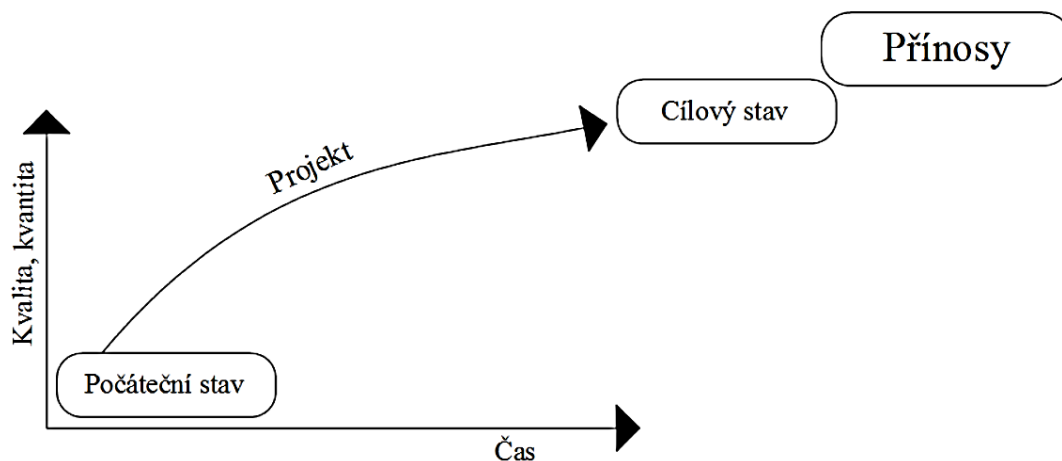 Přínosy
Cílový stav
Projekt
Kvalita, kvantita
Počáteční stav
Čas